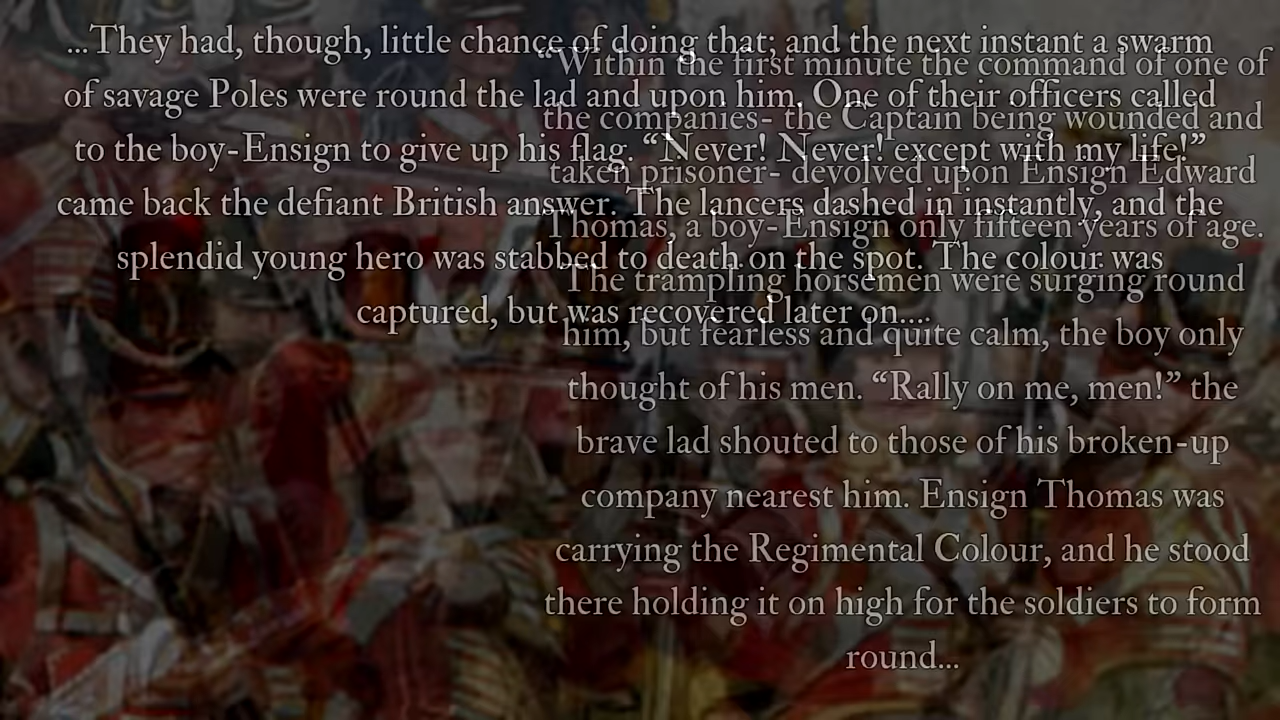 ...They had, though, little chance of doing that; and the next instant a swarm
of savage Poles were round the lad and upon him. One of their officers called
to the boy-Ensign to give up his flag. “Never! Never! except with my life!”
came back the defiant British answer. The lancers dashed in instantly, and the
splendid young hero was stabbed to death on the spot. The colour was
captured, but was recovered later on....
“Within the first minute the command of one of
the companies- the Captain being wounded and
taken prisoner- devolved upon Ensign Edward
Thomas, a boy-Ensign only fifteen years of age.
The trampling horsemen were surging round
him, but fearless and quite calm, the boy only
thought of his men. “Rally on me, men!” the
brave lad shouted to those of his broken-up
company nearest him. Ensign Thomas was
carrying the Regimental Colour, and he stood
there holding it on high for the soldiers to form
round...